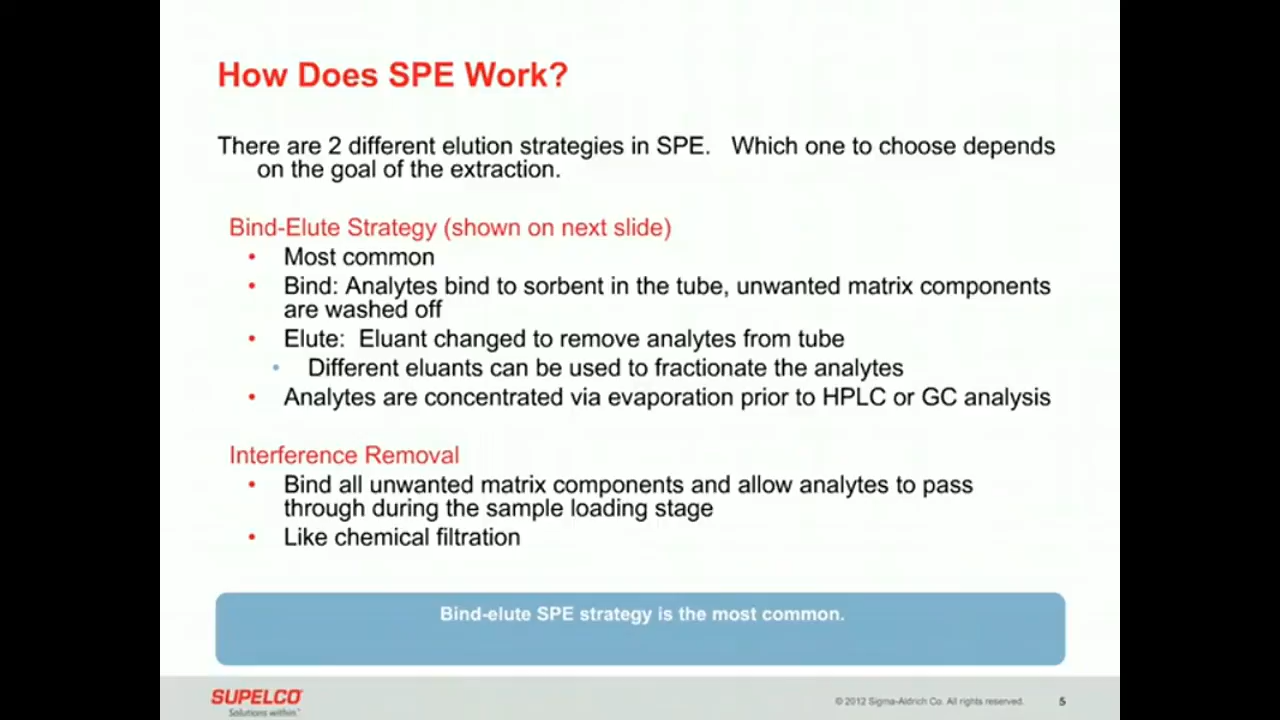 How Does SPE Work?
There are 2 different elution strategies in SPE. Which one to choose depends
on the goal of the extraction.
Bind-Elute Strategy (shown on next slide)
• Most common
• Bind: Analytes bind to sorbent in the tube, unwanted matrix components
are washed off
• Elute: Eluant changed to remove analytes from tube
• Different eluants can be used to fractionate the analytes
• Analytes are concentrated via evaporation prior to HPLC or GC analysis
Interference Removal
• Bind all unwanted matrix components and allow analytes to pass
through during the sample loading stage
• Like chemical filtration
Bind-elute SPE strategy is the most common.
SUPELCO
Solutions within.™
© 2012 Sigma-Aldrich Co. All rights reserved.
5